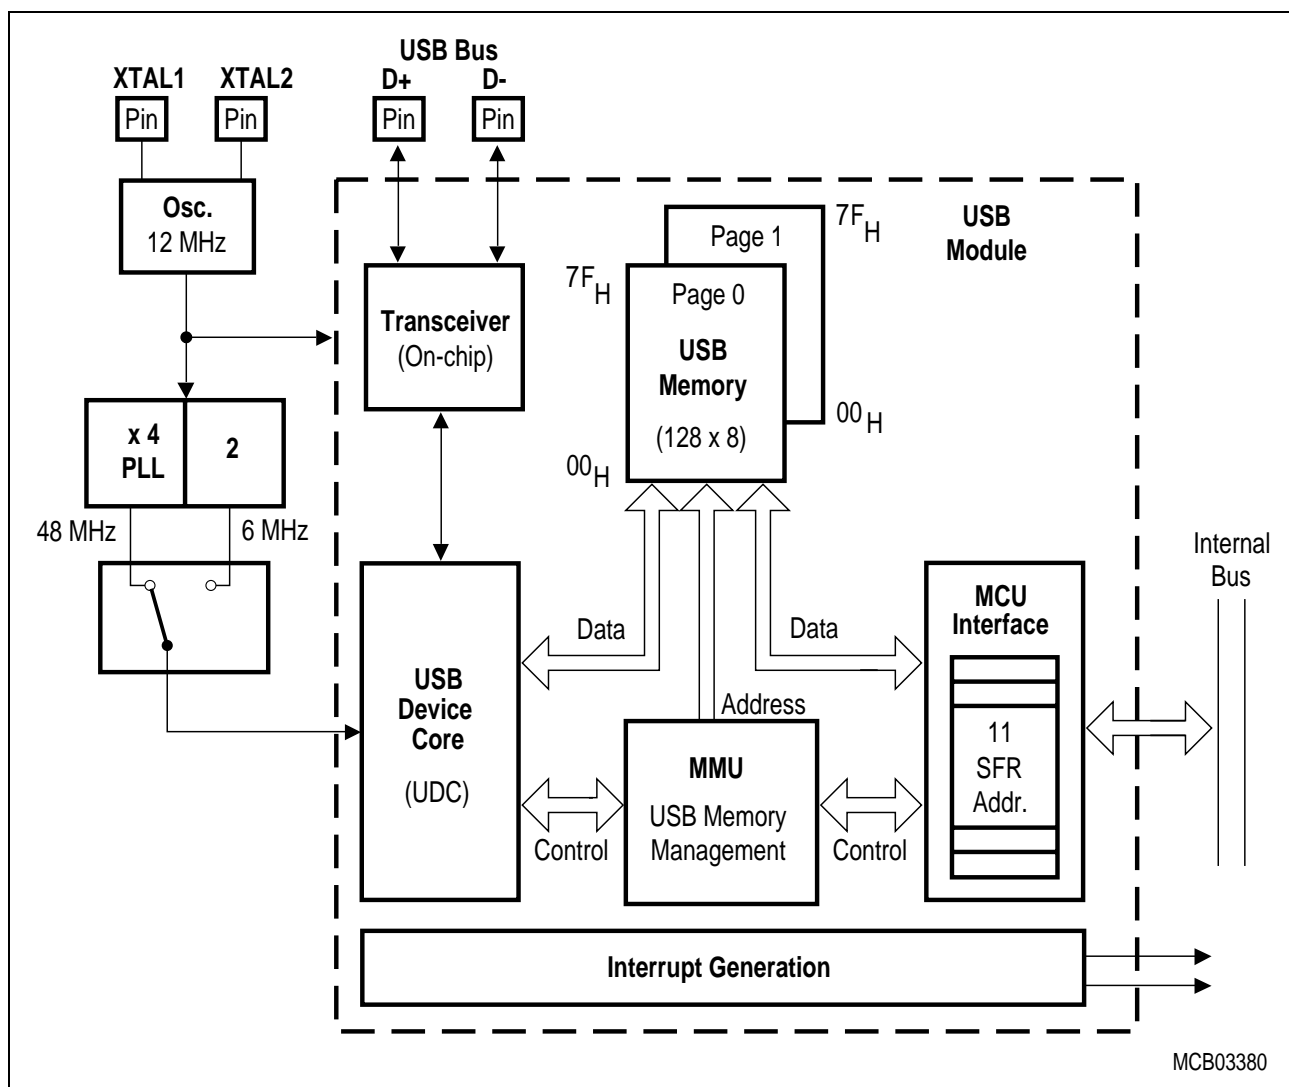 USB Bus
XTAL1 XTAL2 D+ D-
Pin Pin Pin Pin
Osc.
12 MHz
USB
Module
7FH
Page 1
7FH
Page 0
Transceiver
(On-chip)
USB
Memory
(128 x 8)
00H
00H
x 4
PLL
2
48 MHz
6 MHz
Internal
Bus
MCU
Interface
Data
Data
USB
Device
Core
(UDC)
Address
11
SFR
Addr.
MMU
USB Memory
Management
Control
Control
Interrupt Generation
MCB03380